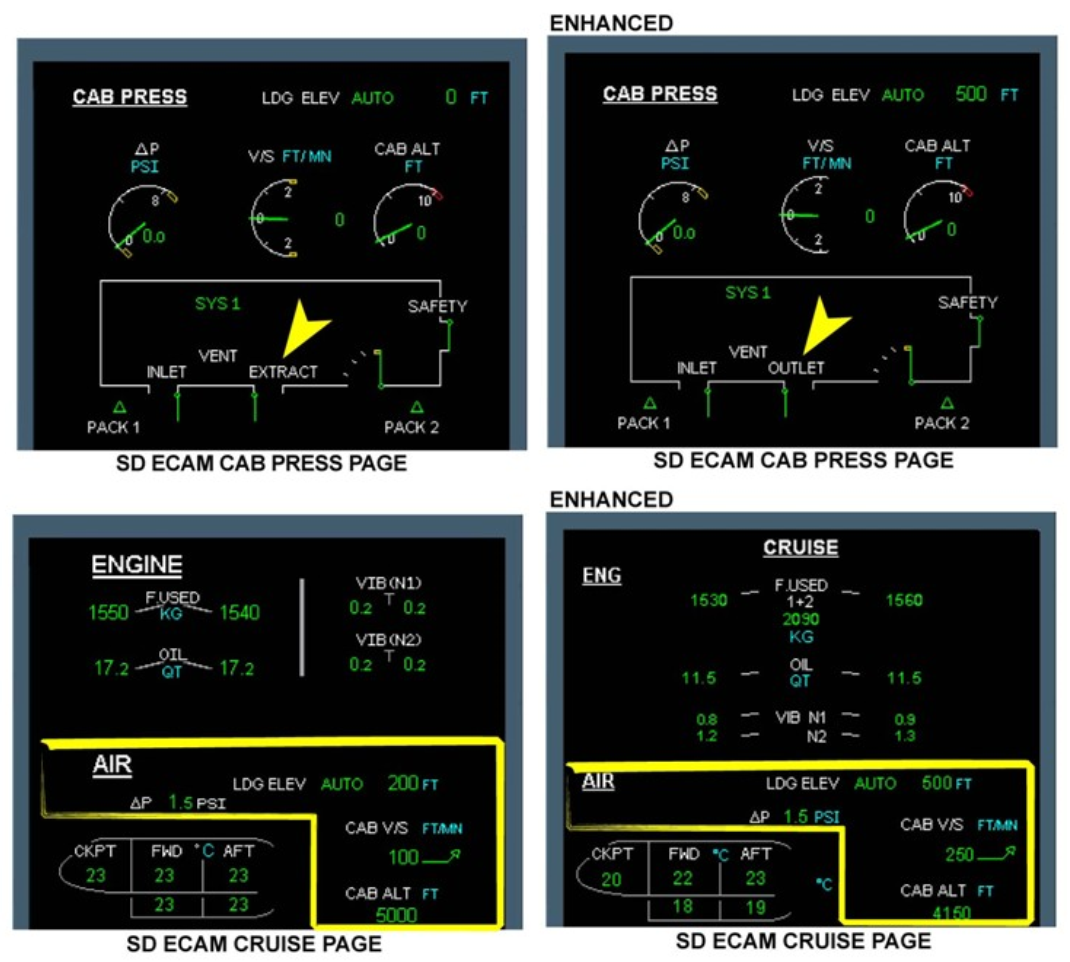 ENHANCED
CAB PRESS
LDG ELEV AUTO 0 FT
ΔP
PSI
V/S FT/MN
CAB ALT
FT
8
0
0.0
2
0
2
0
10
0
0
SYS 1
SAFETY
VENT
INLET
EXTRACT
PACK 1
PACK 2
SD ECAM CAB PRESS PAGE
CAB PRESS
LDG ELEV AUTO 500 FT
ΔP
PSI
V/S
FT/MN
CAB ALT
FT
8
0
0.0
2
0
2
0
10
0
0
SYS 1
SAFETY
VENT
INLET
OUTLET
PACK 1
PACK 2
SD ECAM CAB PRESS PAGE
ENGINE
F.USED
1550 KG 1540
OIL
17.2 QT 17.2
VIB (N1)
0.2 0.2
VIB (N2)
0.2 0.2
AIR
LDG ELEV AUTO 200 FT
ΔP 1.5 PSI
CAB V/S FT/MN
100
CAB ALT FT
5000
CKPT FWD °C AFT
23 23 23
23 23
SD ECAM CRUISE PAGE
ENHANCED
CRUISE
ENG
F.USED
1530 1+2 1560
2090
KG
OIL
11.5 QT 11.5
0.8 VIB N1 0.9
1.2 N2 1.3
AIR
LDG ELEV AUTO 500 FT
ΔP 1.5 PSI
CAB V/S FT/MN
250
CAB ALT FT
4150
CKPT FWD °C AFT
20 22 23 °C
18 19
SD ECAM CRUISE PAGE